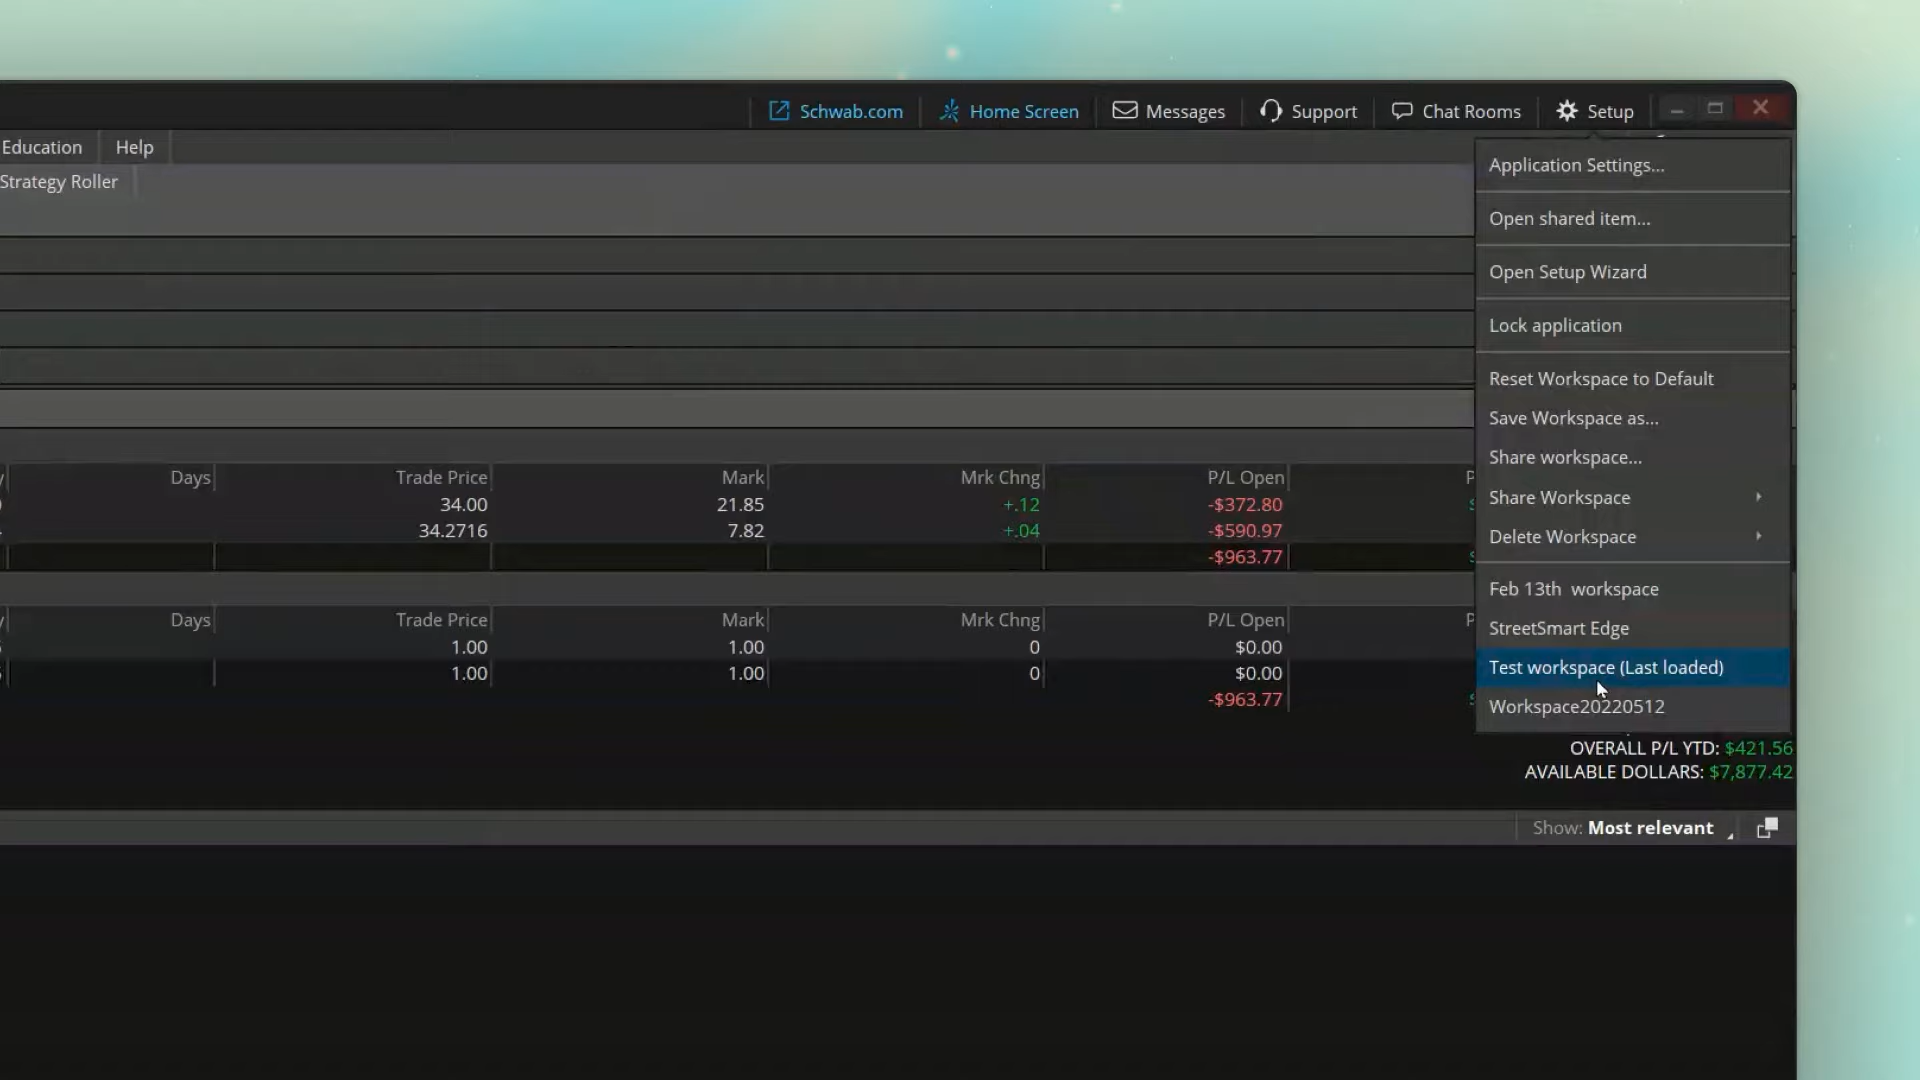 Schwab.com Home Screen Messages Support Chat Rooms Setup
Education Help
Application Settings...
Strategy Roller
Open shared item...
Open Setup Wizard
Lock application
Reset Workspace to Default
Save Workspace as...
Share workspace...
Share Workspace
Delete Workspace
Feb 13th  workspace
StreetSmart Edge
Test workspace (Last loaded)
Workspace20220512
Days Trade Price Mark Mrk Chng P/L Open
34.00 21.85 +.12 -$372.80
34.2716 7.82 +.04 -$590.97
-$963.77
Days Trade Price Mark Mrk Chng P/L Open
1.00 1.00 0 $0.00
1.00 1.00 0 $0.00
-$963.77
OVERALL P/L YTD: $421.56
AVAILABLE DOLLARS: $7,877.42
Show: Most relevant